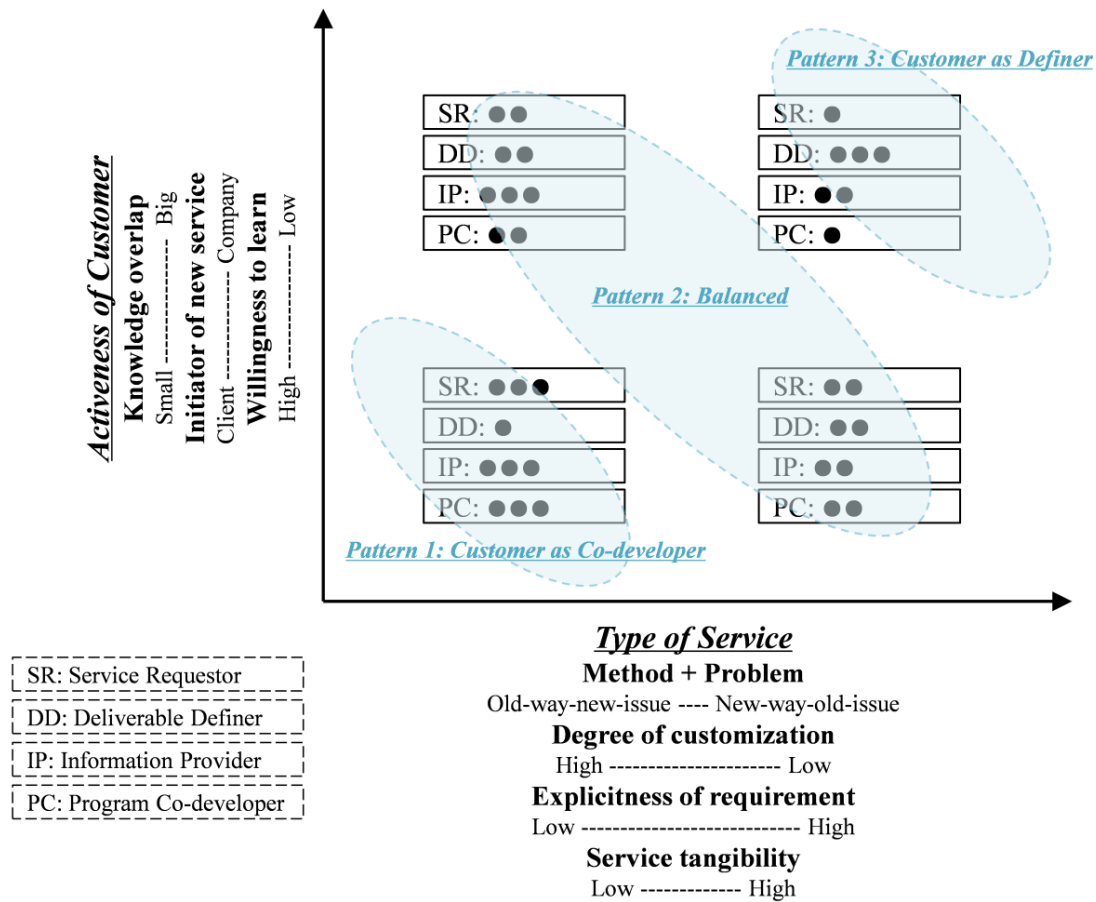 Pattern 3: Customer as Definer
SR:
DD:
IP:
PC:
SR:
DD:
IP:
PC:
Pattern 2: Balanced
SR:
DD:
IP:
PC:
SR:
DD:
IP:
PC:
Pattern 1: Customer as Co-developer
Activeness of Customer
Knowledge overlap
Small ------------ Big
Initiator of new service
Client ------------ Company
Willingness to learn
High ---------------- Low
Type of Service
Method + Problem
Old-way-new-issue ---- New-way-old-issue
Degree of customization
High ----------------------- Low
Explicitness of requirement
Low ----------------------------- High
Service tangibility
Low ------------- High
SR: Service Requestor
DD: Deliverable Definer
IP: Information Provider
PC: Program Co-developer